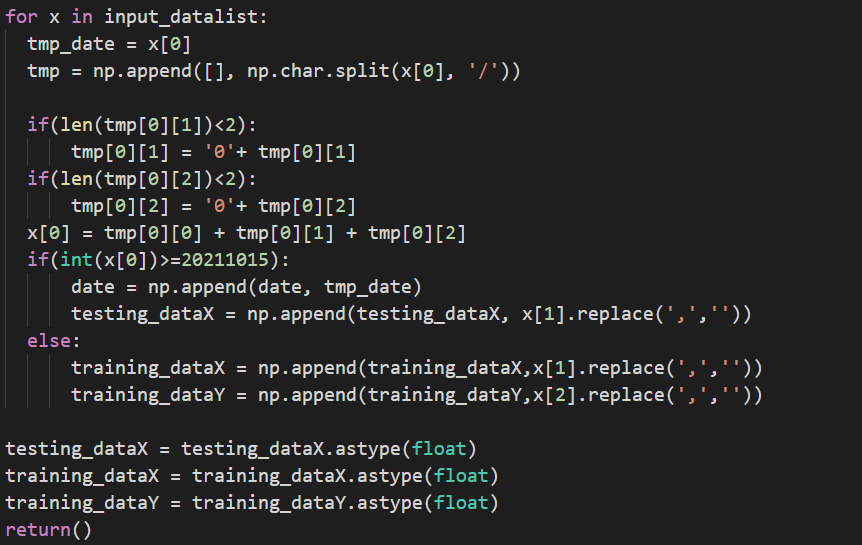 for x in input_datalist:
tmp_date = x[0]
tmp = np.append([], np.char.split(x[0], '/'))
if(len(tmp[0][1])<2):
tmp[0][1] = '0'+ tmp[0][1]
if(len(tmp[0][2])<2):
tmp[0][2] = '0'+ tmp[0][2]
x[0] = tmp[0][0] + tmp[0][1] + tmp[0][2]
if(int(x[0])>=20211015):
date = np.append(date, tmp_date)
testing_dataX = np.append(testing_dataX, x[1].replace(',',''))
else:
training_dataX = np.append(training_dataX,x[1].replace(',',''))
training_dataY = np.append(training_dataY,x[2].replace(',',''))
testing_dataX = testing_dataX.astype(float)
training_dataX = training_dataX.astype(float)
training_dataY = training_dataY.astype(float)
return()